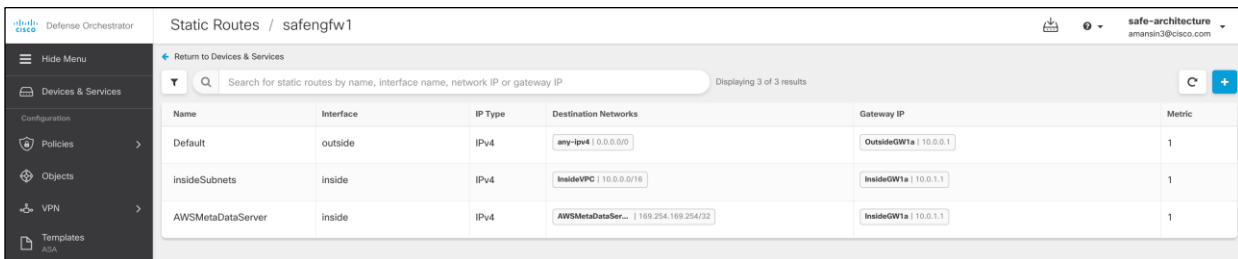 cisco Defense Orchestrator
Static Routes / safengfw1
safe-architecture
amansin3@cisco.com
Hide Menu
Return to Devices & Services
Search for static routes by name, interface name, network IP or gateway IP
Displaying 3 of 3 results
Devices & Services
Configuration
Name Interface IP Type Destination Networks Gateway IP Metric
Policies
Default outside IPv4 any-ipv4 | 0.0.0.0/0 OutsideGW1a | 10.0.0.1 1
Objects
insideSubnets inside IPv4 InsideVPC | 10.0.0.0/16 InsideGW1a | 10.0.1.1 1
VPN
AWSMetaDataServer inside IPv4 AWSMetaDataSer... | 169.254.169.254/32 InsideGW1a | 10.0.1.1 1
Templates
ASA